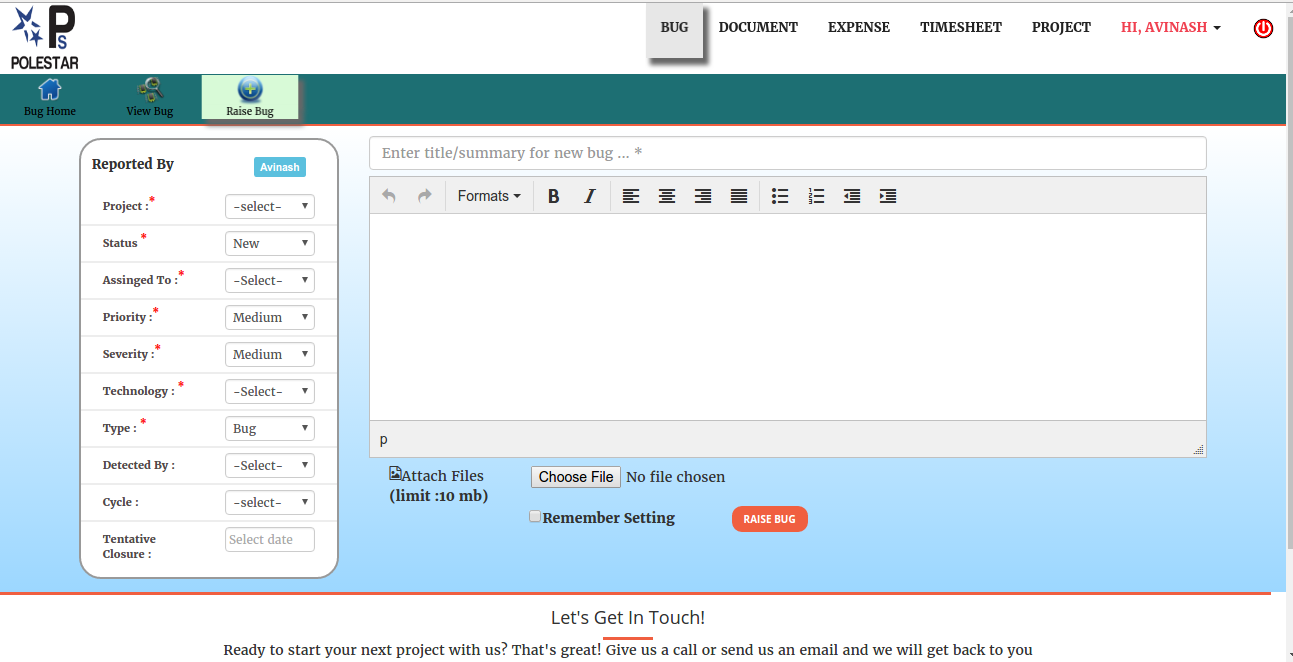 PS
POLESTAR
BUG DOCUMENT EXPENSE TIMESHEET PROJECT HI, AVINASH
Bug Home View Bug Raise Bug
Reported By Avinash
Project :* -select-
Status * New
Assinged To :* -Select-
Priority :* Medium
Severity :* Medium
Technology : * -Select-
Type : * Bug
Detected By : -Select-
Cycle : -select-
Tentative
Closure : Select date
Enter title/summary for new bug ... *
Formats B I
p
Attach Files Choose File No file chosen
(limit :10 mb)
Remember Setting RAISE BUG
Let's Get In Touch!
Ready to start your next project with us? That's great! Give us a call or send us an email and we will get back to you